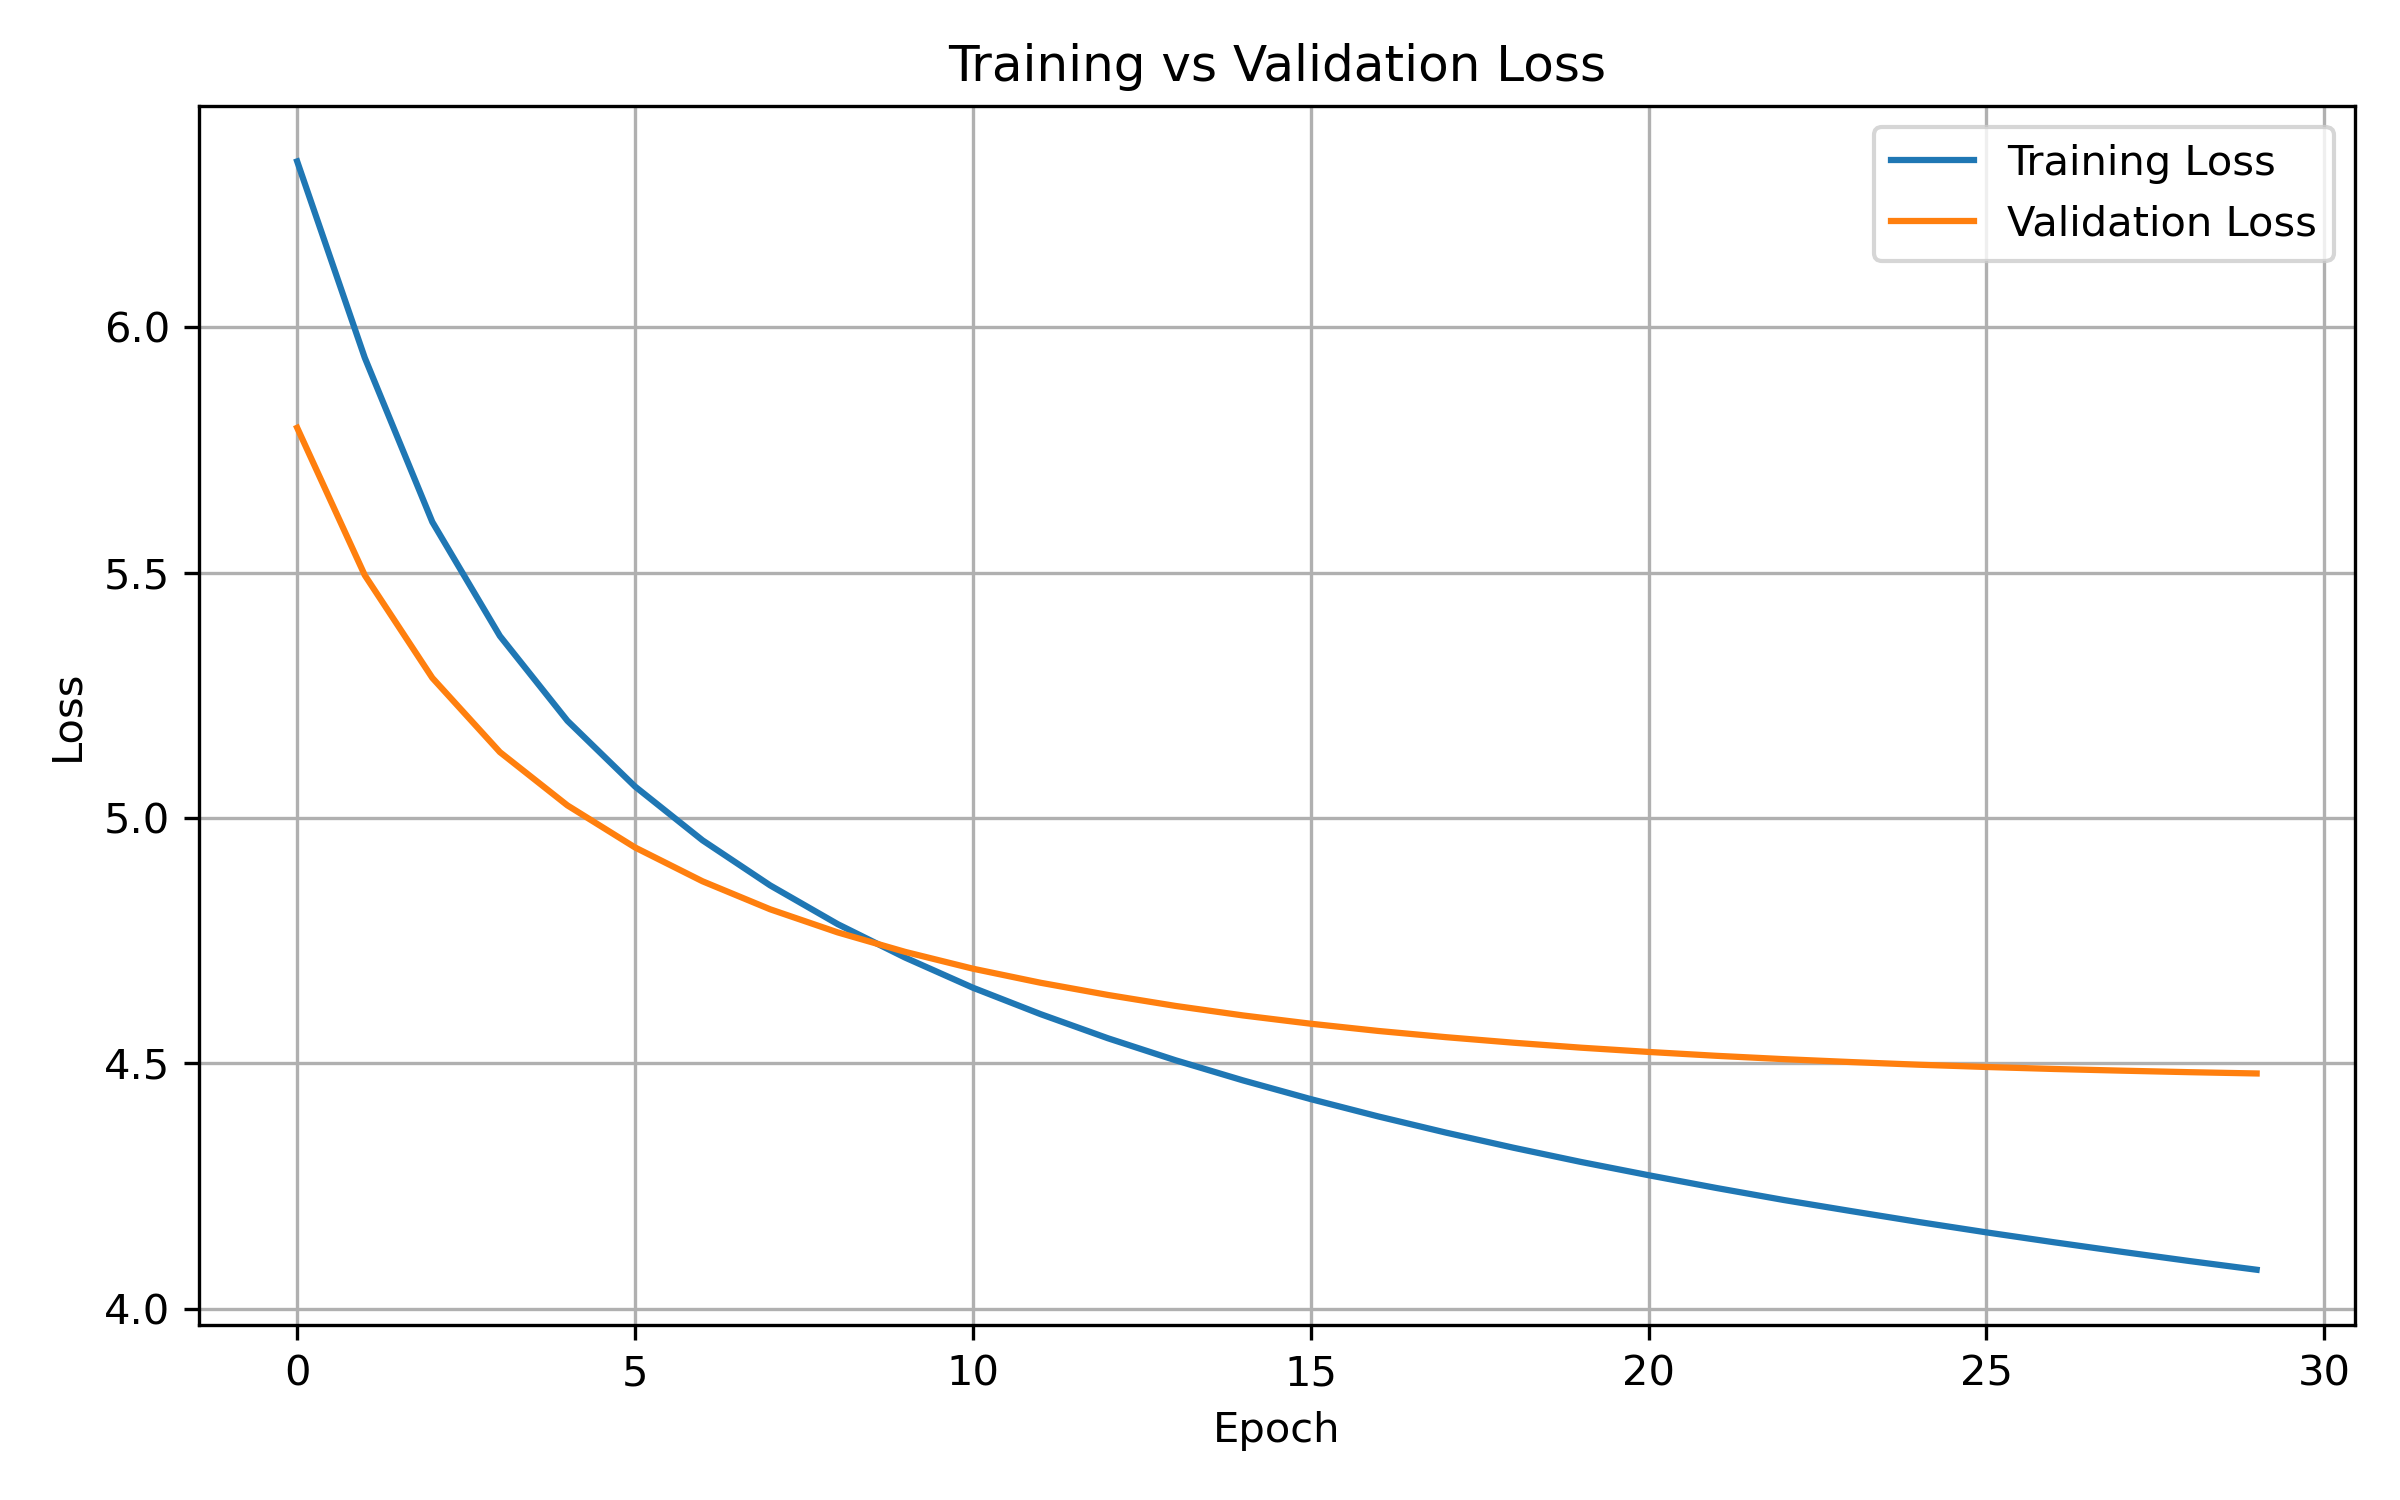 Training vs Validation Loss
Training Loss
Validation Loss
6.0
5.5
5.0
4.5
4.0
Loss
0 5 10 15 20 25 30
Epoch